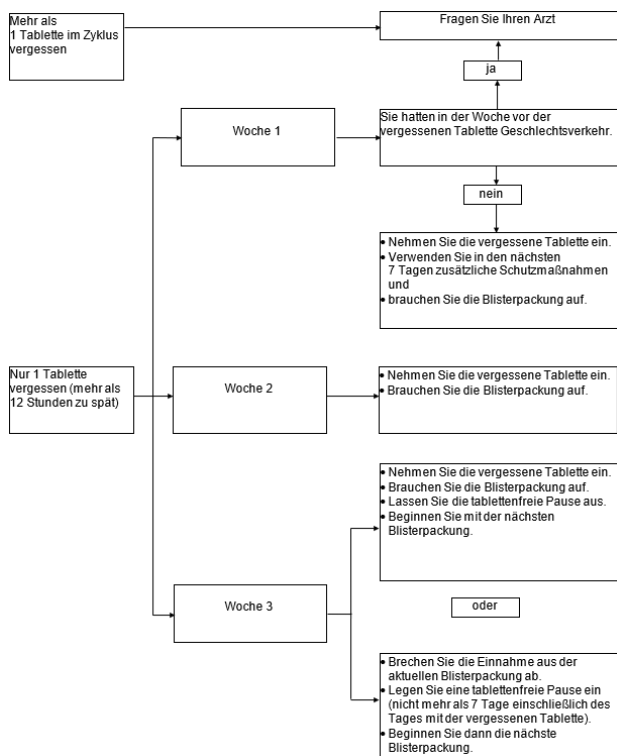 Mehr als
1 Tablette im Zyklus
vergessen
Fragen Sie Ihren Arzt
ja
Woche 1
Sie hatten in der Woche vor der
vergessenen Tablette Geschlechtsverkehr.
nein
• Nehmen Sie die vergessene Tablette ein.
• Verwenden Sie in den nächsten
7 Tagen zusätzliche Schutzmaßnahmen
und
• brauchen Sie die Blisterpackung auf.
Nur 1 Tablette
vergessen (mehr als
12 Stunden zu spät)
Woche 2
• Nehmen Sie die vergessene Tablette ein.
• Brauchen Sie die Blisterpackung auf.
• Nehmen Sie die vergessene Tablette ein.
• Brauchen Sie die Blisterpackung auf.
• Lassen Sie die tablettenfreie Pause aus.
• Beginnen Sie mit der nächsten
Blisterpackung.
Woche 3
oder
• Brechen Sie die Einnahme aus der
aktuellen Blisterpackung ab.
• Legen Sie eine tablettenfreie Pause ein
(nicht mehr als 7 Tage einschließlich des
Tages mit der vergessenen Tablette).
• Beginnen Sie dann die nächste
Blisterpackung.